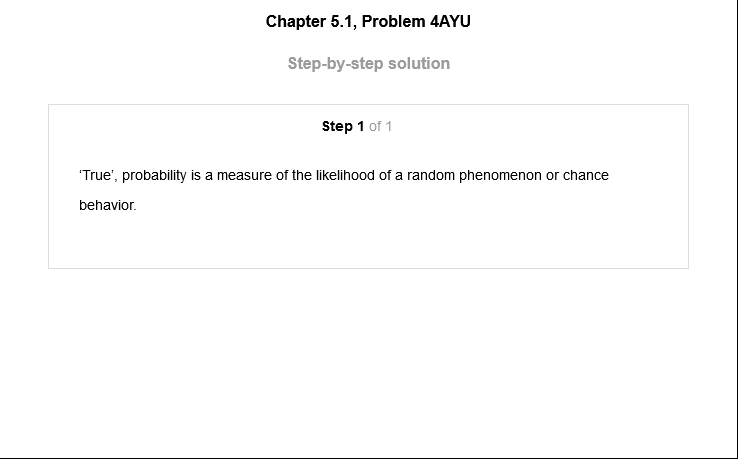 Chapter 5.1, Problem 4AYU
Step-by-step solution
Step 1 of 1
‘True’, probability is a measure of the likelihood of a random phenomenon or chance
behavior.